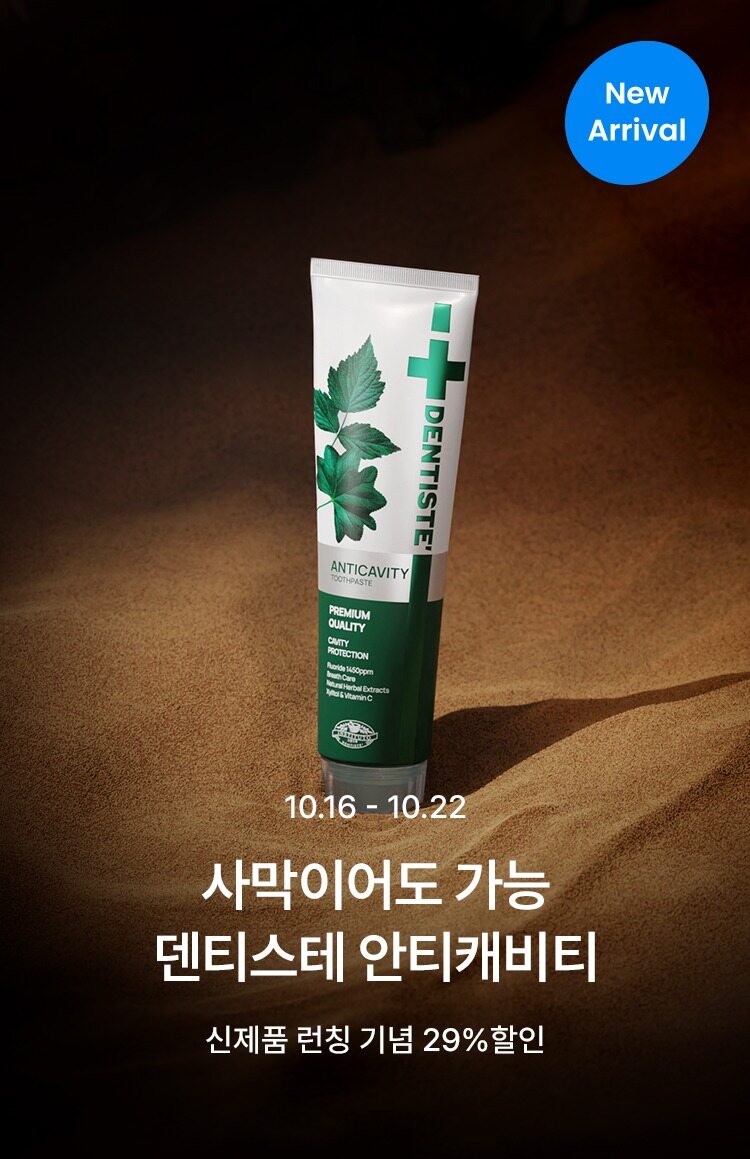 New
Arrival
DENTISTE'
ANTICAVITY
TOOTHPASTE
PREMIUM
QUALITY
CAVITY
PROTECTION
Fluoride 1450ppm
Breath Care
Natural Herbal Extracts
Xylitol & Vitamin C
10.16 - 10.22
사막이어도 가능
덴티스테 안티캐비티
신제품 런칭 기념 29%할인